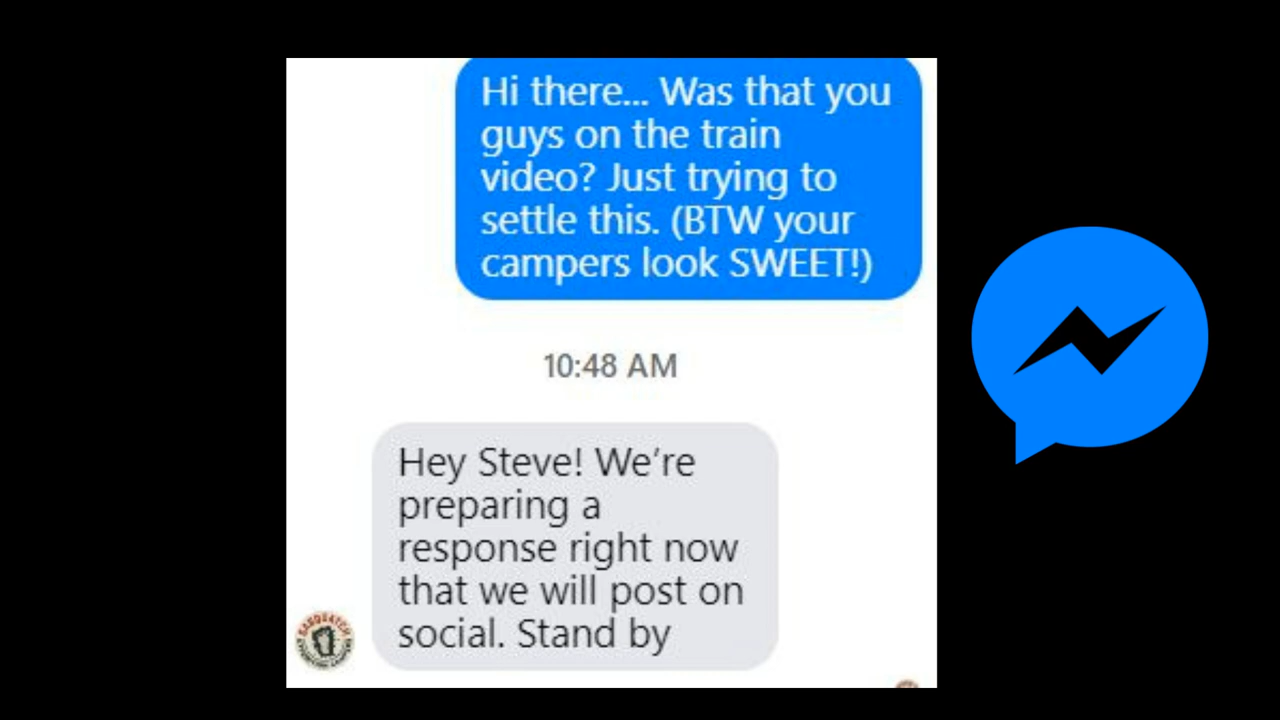 Hi there... Was that you
guys on the train
video? Just trying to
settle this. (BTW your
campers look SWEET!)
10:48 AM
Hey Steve! We're
preparing a
response right now
that we will post on
social. Stand by
SASQUATCH